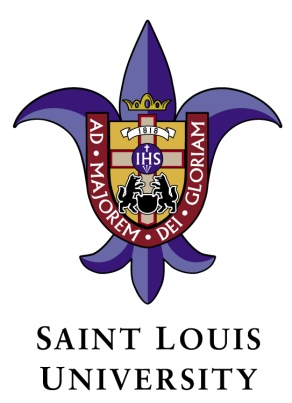 1818
IHS
AD • MAJOREM • DEI • GLORIAM
SAINT LOUIS
UNIVERSITY